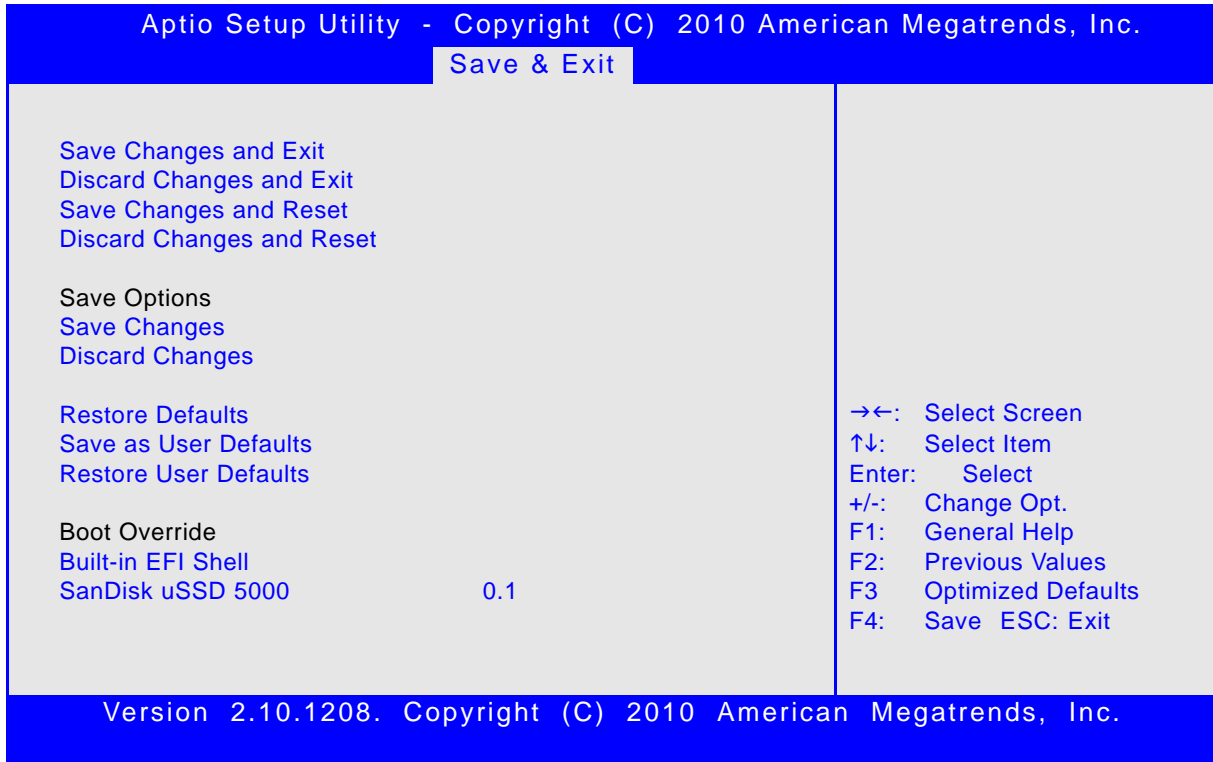 Aptio Setup Utility - Copyright (C) 2010 American Megatrends, Inc.
Save & Exit
Save Changes and Exit
Discard Changes and Exit
Save Changes and Reset
Discard Changes and Reset
Save Options
Save Changes
Discard Changes
Restore Defaults
Save as User Defaults
Restore User Defaults
Boot Override
Built-in EFI Shell
SanDisk uSSD 5000 0.1
→←: Select Screen
↑↓: Select Item
Enter: Select
+/-: Change Opt.
F1: General Help
F2: Previous Values
F3 Optimized Defaults
F4: Save ESC: Exit
Version 2.10.1208. Copyright (C) 2010 American Megatrends, Inc.